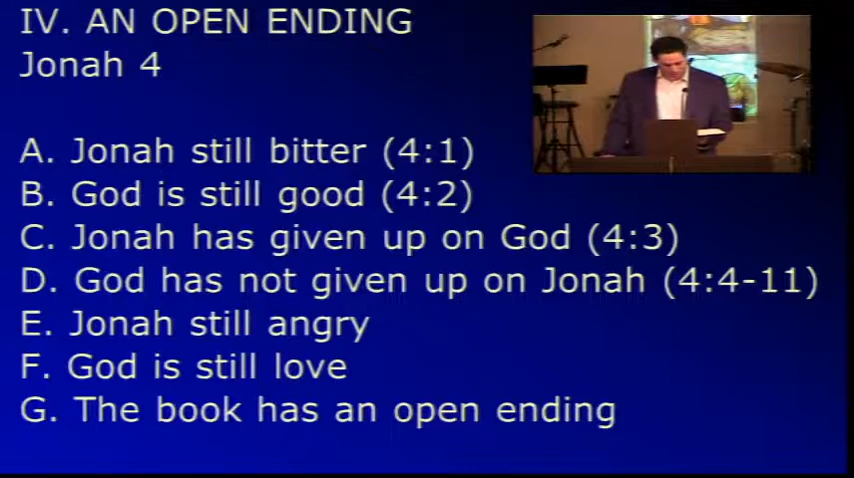 IV. AN OPEN ENDING
Jonah 4
A. Jonah still bitter (4:1)
B. God is still good (4:2)
C. Jonah has given up on God (4:3)
D. God has not given up on Jonah (4:4-11)
E. Jonah still angry
F. God is still love
G. The book has an open ending